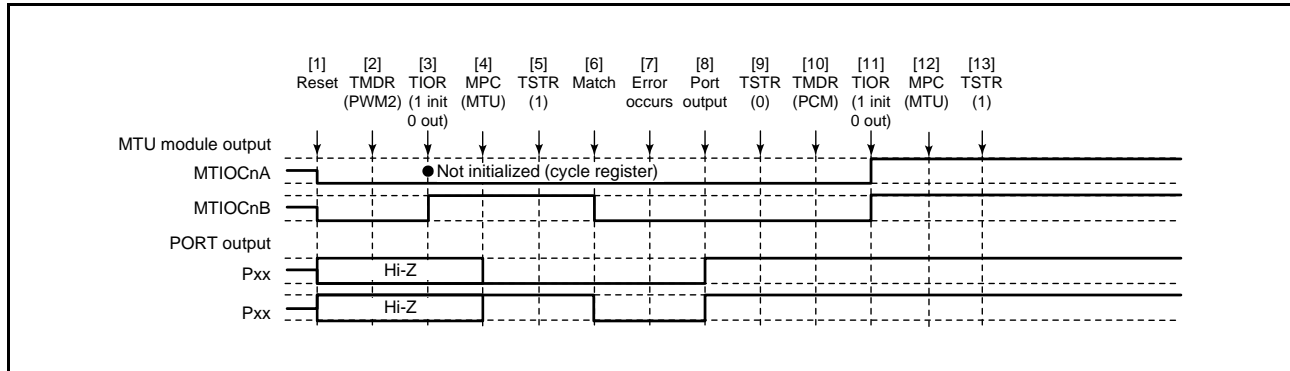 [1] [2] [3] [4] [5] [6] [7] [8] [9] [10] [11] [12] [13]
Reset TMDR TIOR MPC TSTR Match Error Port TSTR TMDR TIOR MPC TSTR
(PWM2) (1 init (MTU) (1) occurs output (0) (PCM) (1 init (MTU) (1)
0 out) 0 out)
MTU module output
MTIOCnA Not initialized (cycle register)
MTIOCnB
PORT output
Pxx Hi-Z
Pxx Hi-Z